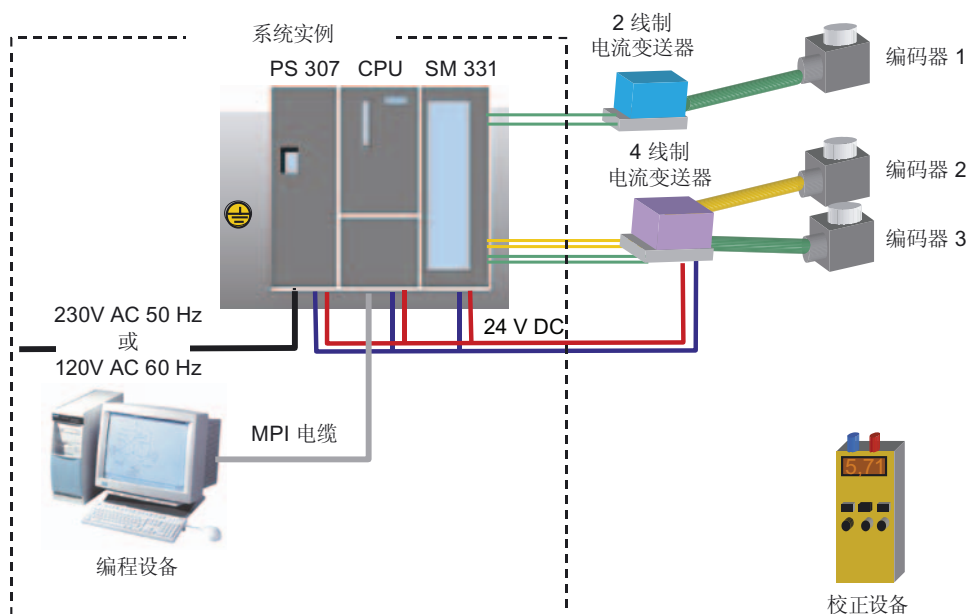 系统实例
PS 307 CPU SM 331
2 线制
电流变送器
编码器 1
4 线制
电流变送器
编码器 2
编码器 3
230V AC 50 Hz
或
120V AC 60 Hz
24 V DC
MPI 电缆
编程设备
5,71
校正设备